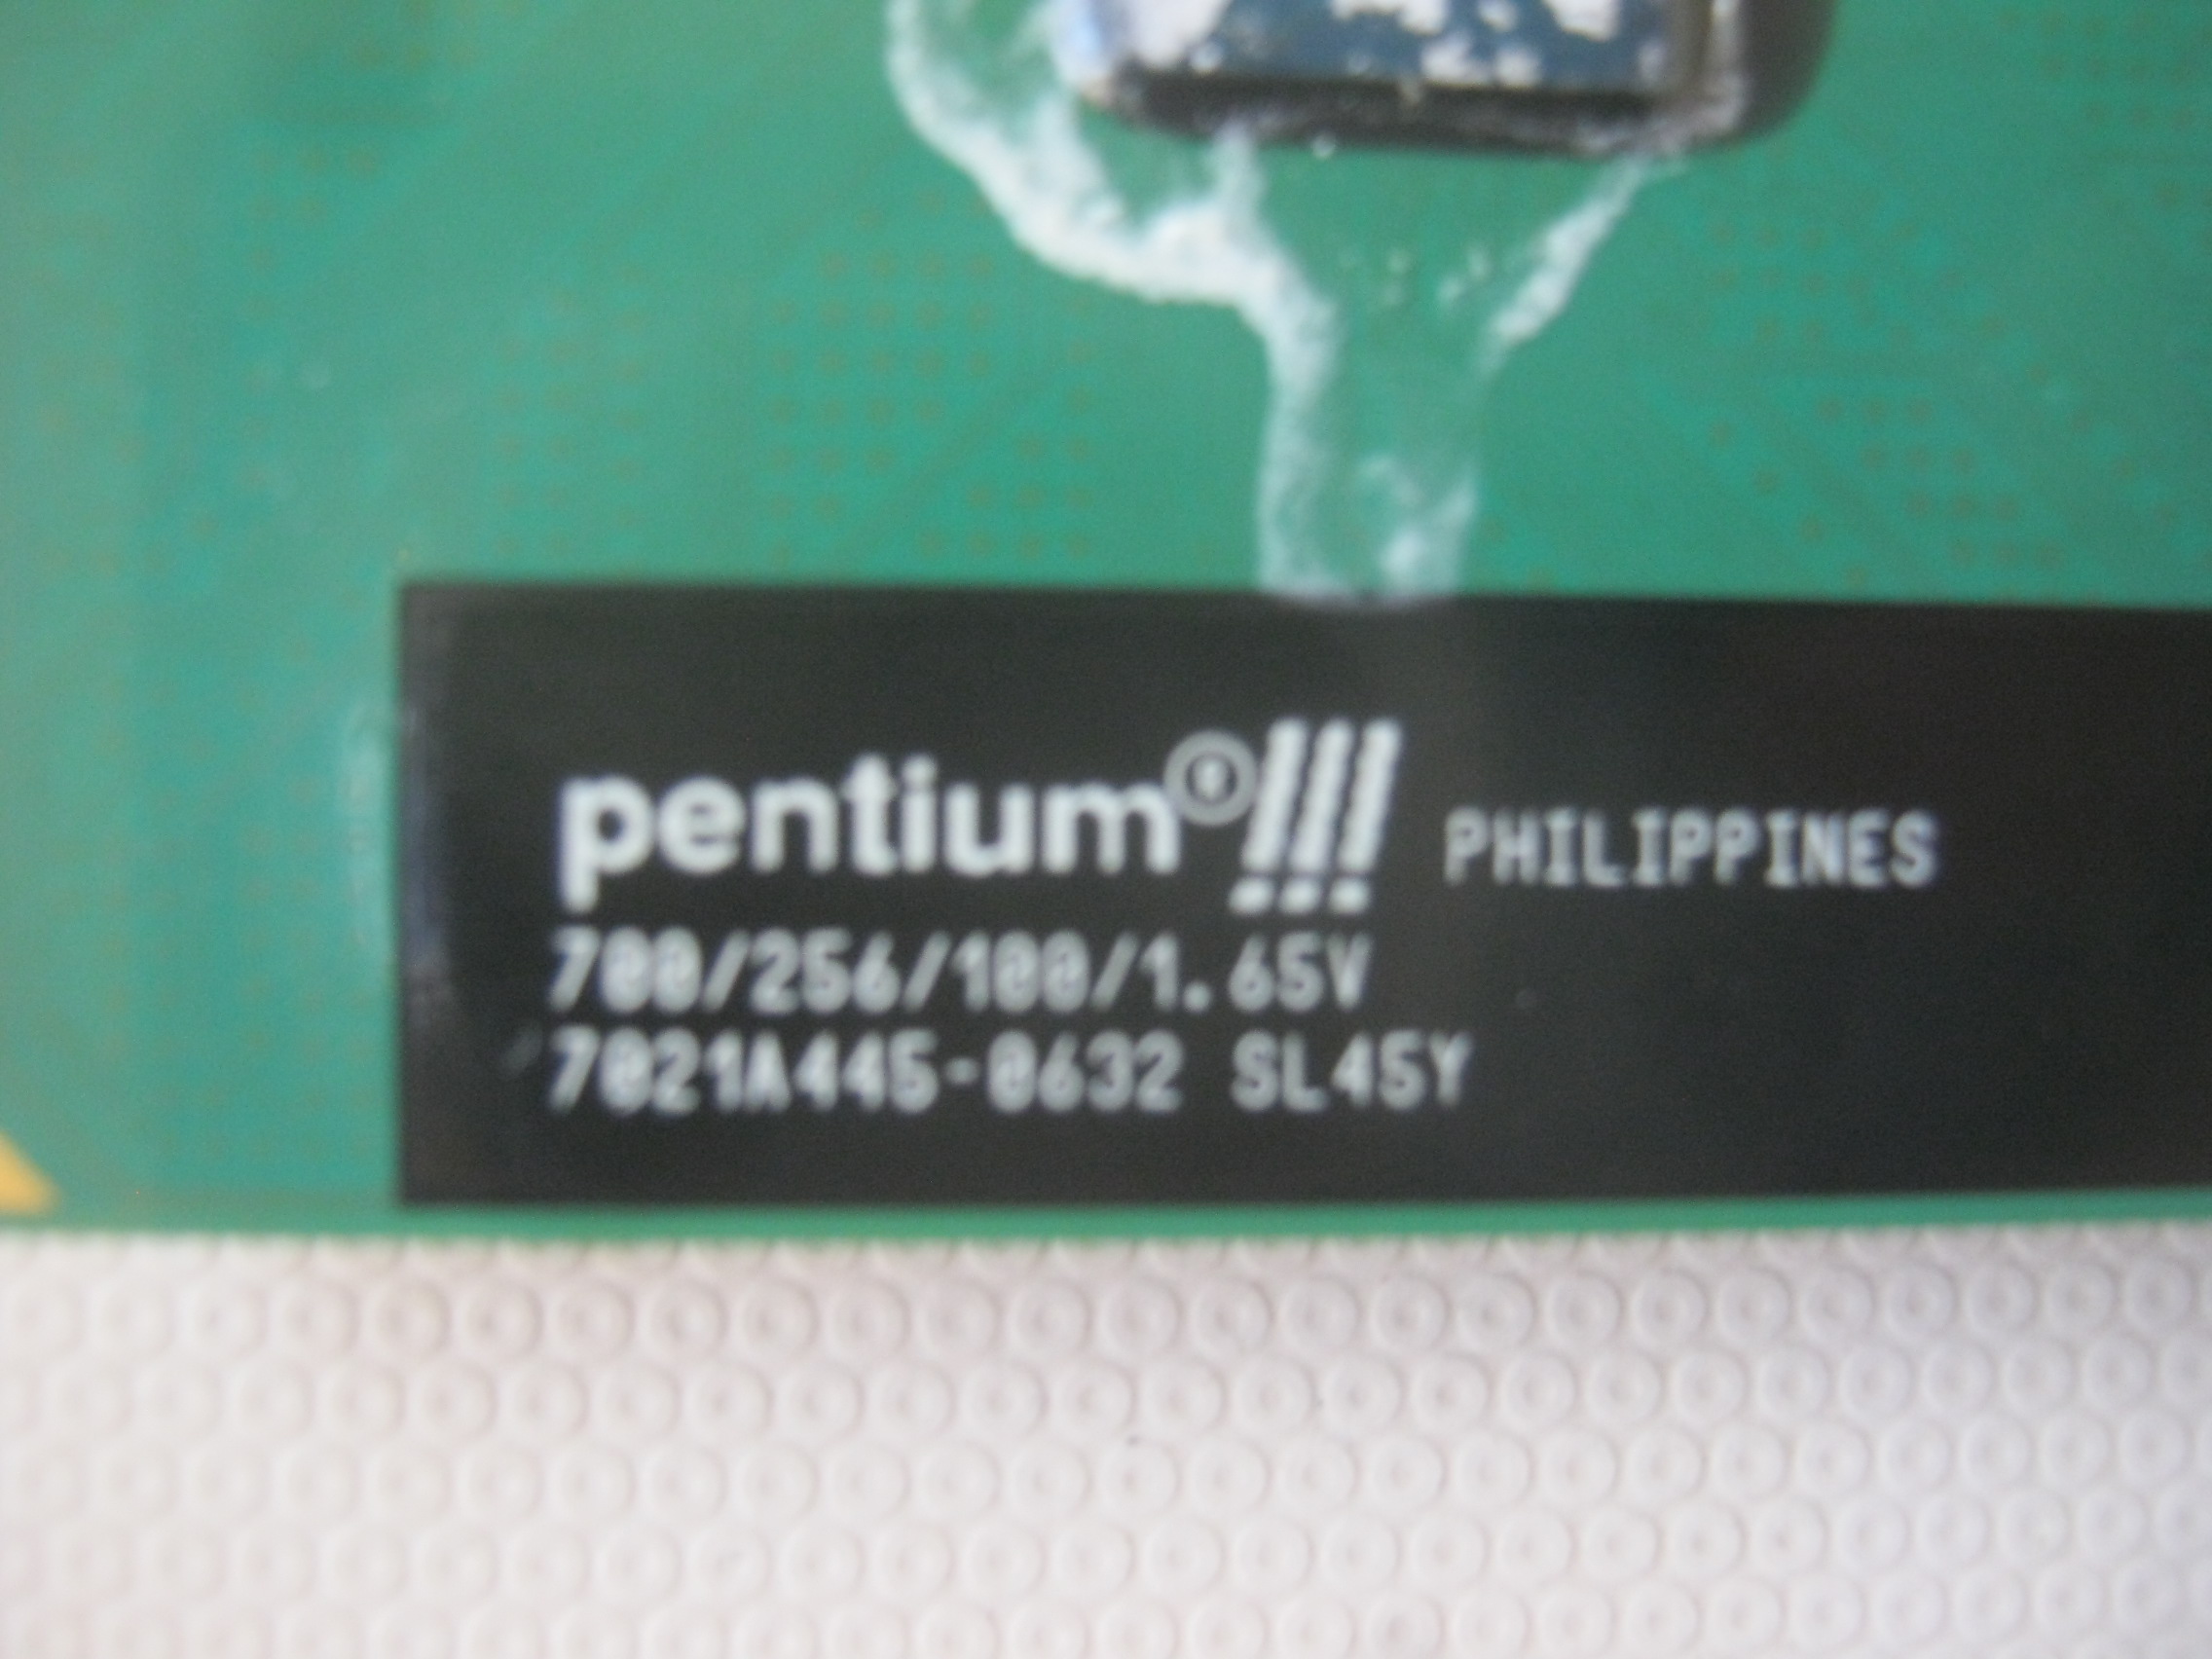 pentium®!!! PHILIPPINES
700/256/100/1.65V
7021A445-0632 SL45Y